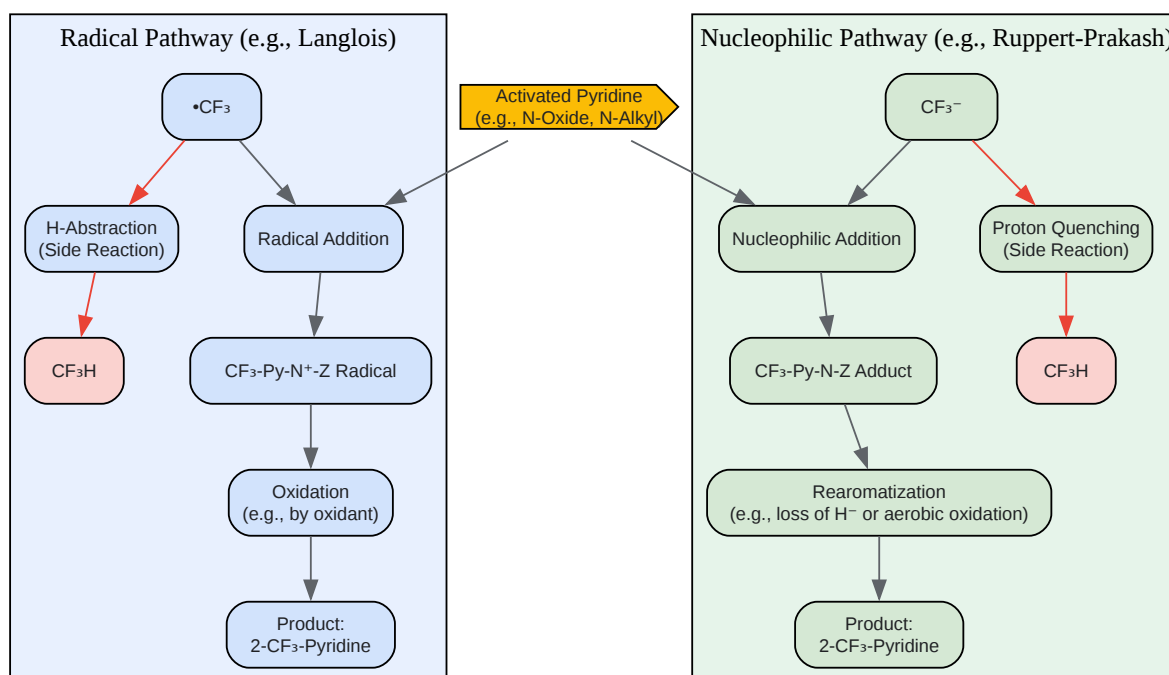 Radical Pathway (e.g., Langlois)
•CF₃
H-Abstraction
(Side Reaction)
Radical Addition
CF₃H
CF₃-Py-N⁺-Z Radical
Oxidation
(e.g., by oxidant)
Product:
2-CF₃-Pyridine
Activated Pyridine
(e.g., N-Oxide, N-Alkyl)
Nucleophilic Pathway (e.g., Ruppert-Prakash)
CF₃⁻
Nucleophilic Addition
Proton Quenching
(Side Reaction)
CF₃-Py-N-Z Adduct
CF₃H
Rearomatization
(e.g., loss of H⁻ or aerobic oxidation)
Product:
2-CF₃-Pyridine